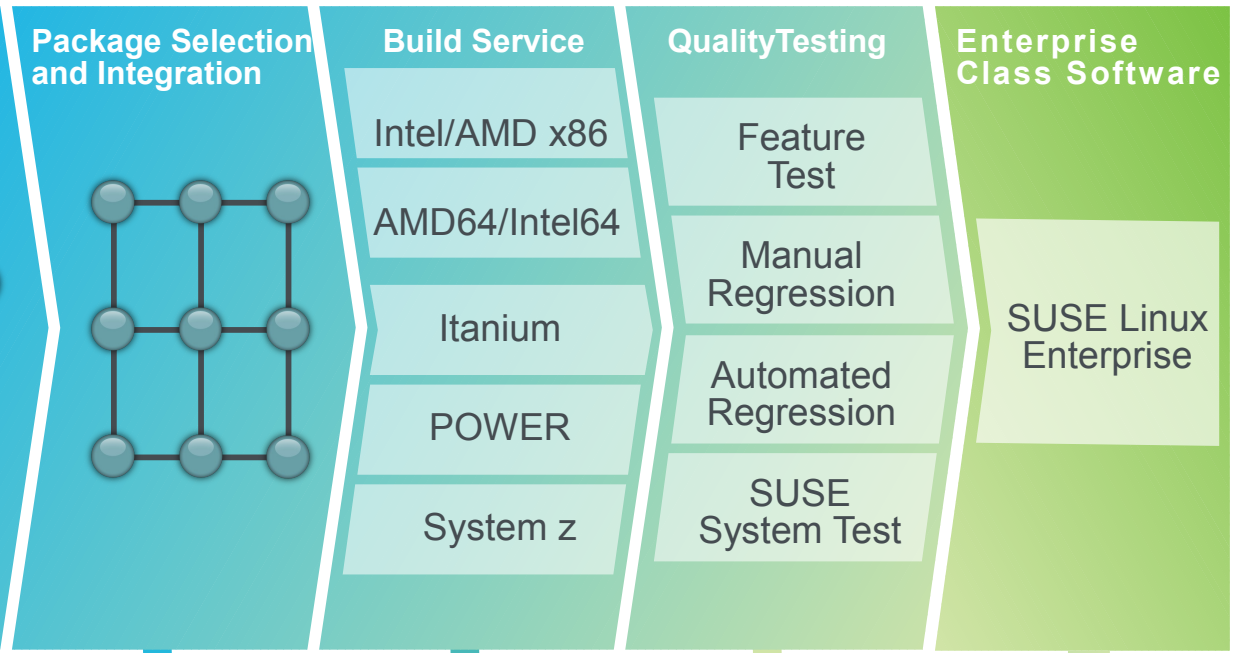 Package Selection
and Integration
Build Service
Intel/AMD x86
AMD64/Intel64
Itanium
POWER
System z
QualityTesting
Feature
Test
Manual
Regression
Automated
Regression
SUSE
System Test
Enterprise
Class Software
SUSE Linux
Enterprise